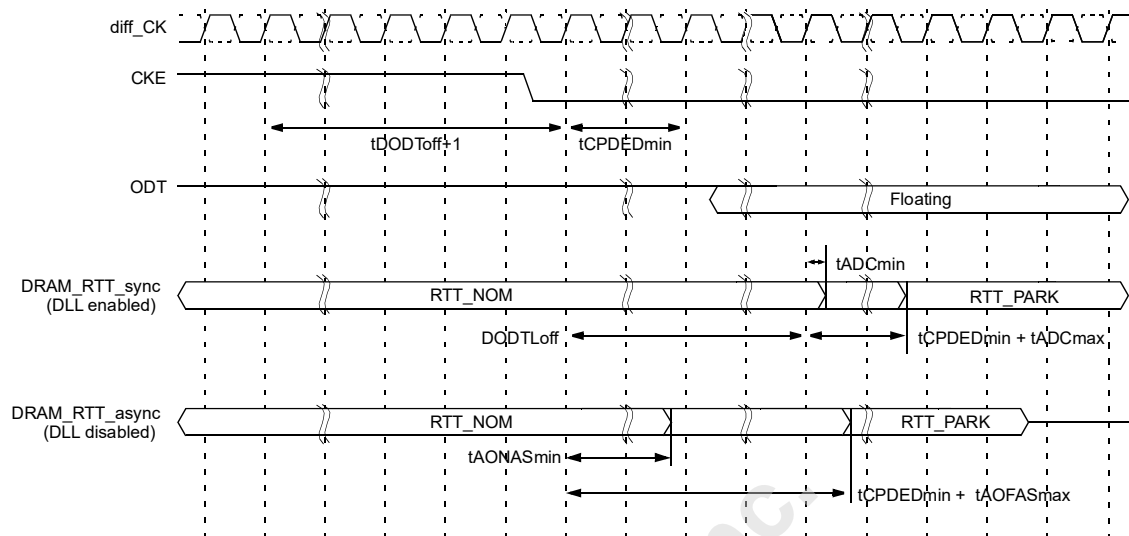 diff_CK
CKE
tDODToff+1
tCPDEDmin
ODT
Floating
tADCmin
DRAM_RTT_sync
(DLL enabled)
RTT_NOM
RTT_PARK
DODTLoff
tCPDEDmin + tADCmax
DRAM_RTT_async
(DLL disabled)
RTT_NOM
RTT_PARK
tAONASmin
tCPDEDmin + tAOFASmax
nc.